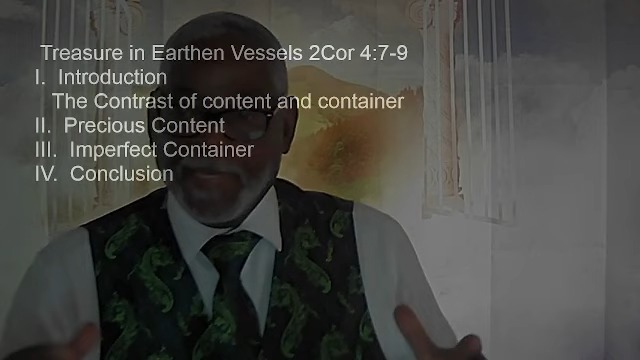 Treasure in Earthen Vessels 2Cor 4:7-9
I. Introduction
The Contrast of content and container
II. Precious Content
III. Imperfect Container
IV. Conclusion